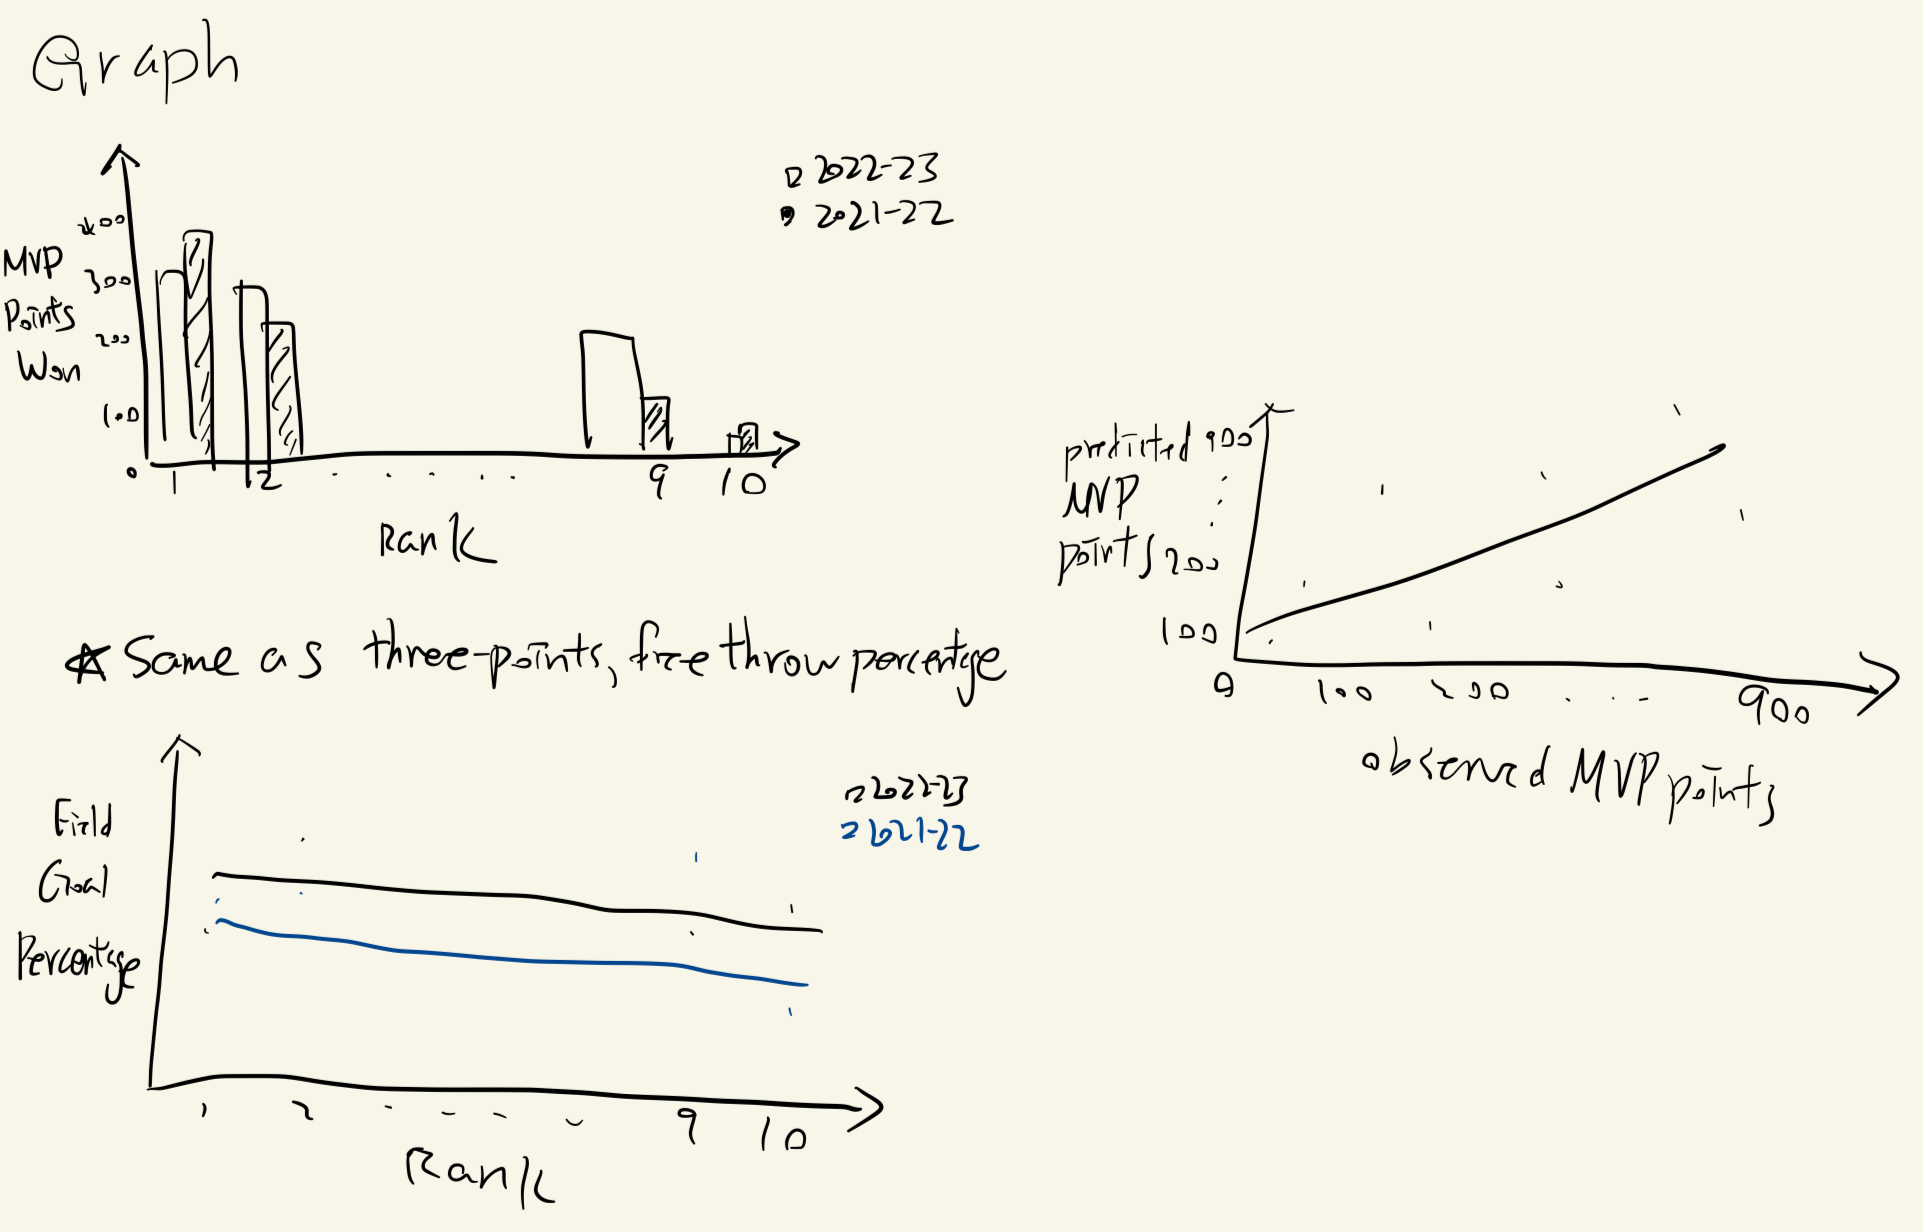 Graph
2022-23
2021-22
MVP
Points
Won
400
300
200
100
0
1 2 . . . . . 9 10
Rank
predicted
MVP
points
900
200
100
0 100 200 . . - 900
observed MVP points
Same as three-points, free throw percentage
2022-23
2021-22
Field
Goal
Percentage
1 2 - - - - 9 10
Rank